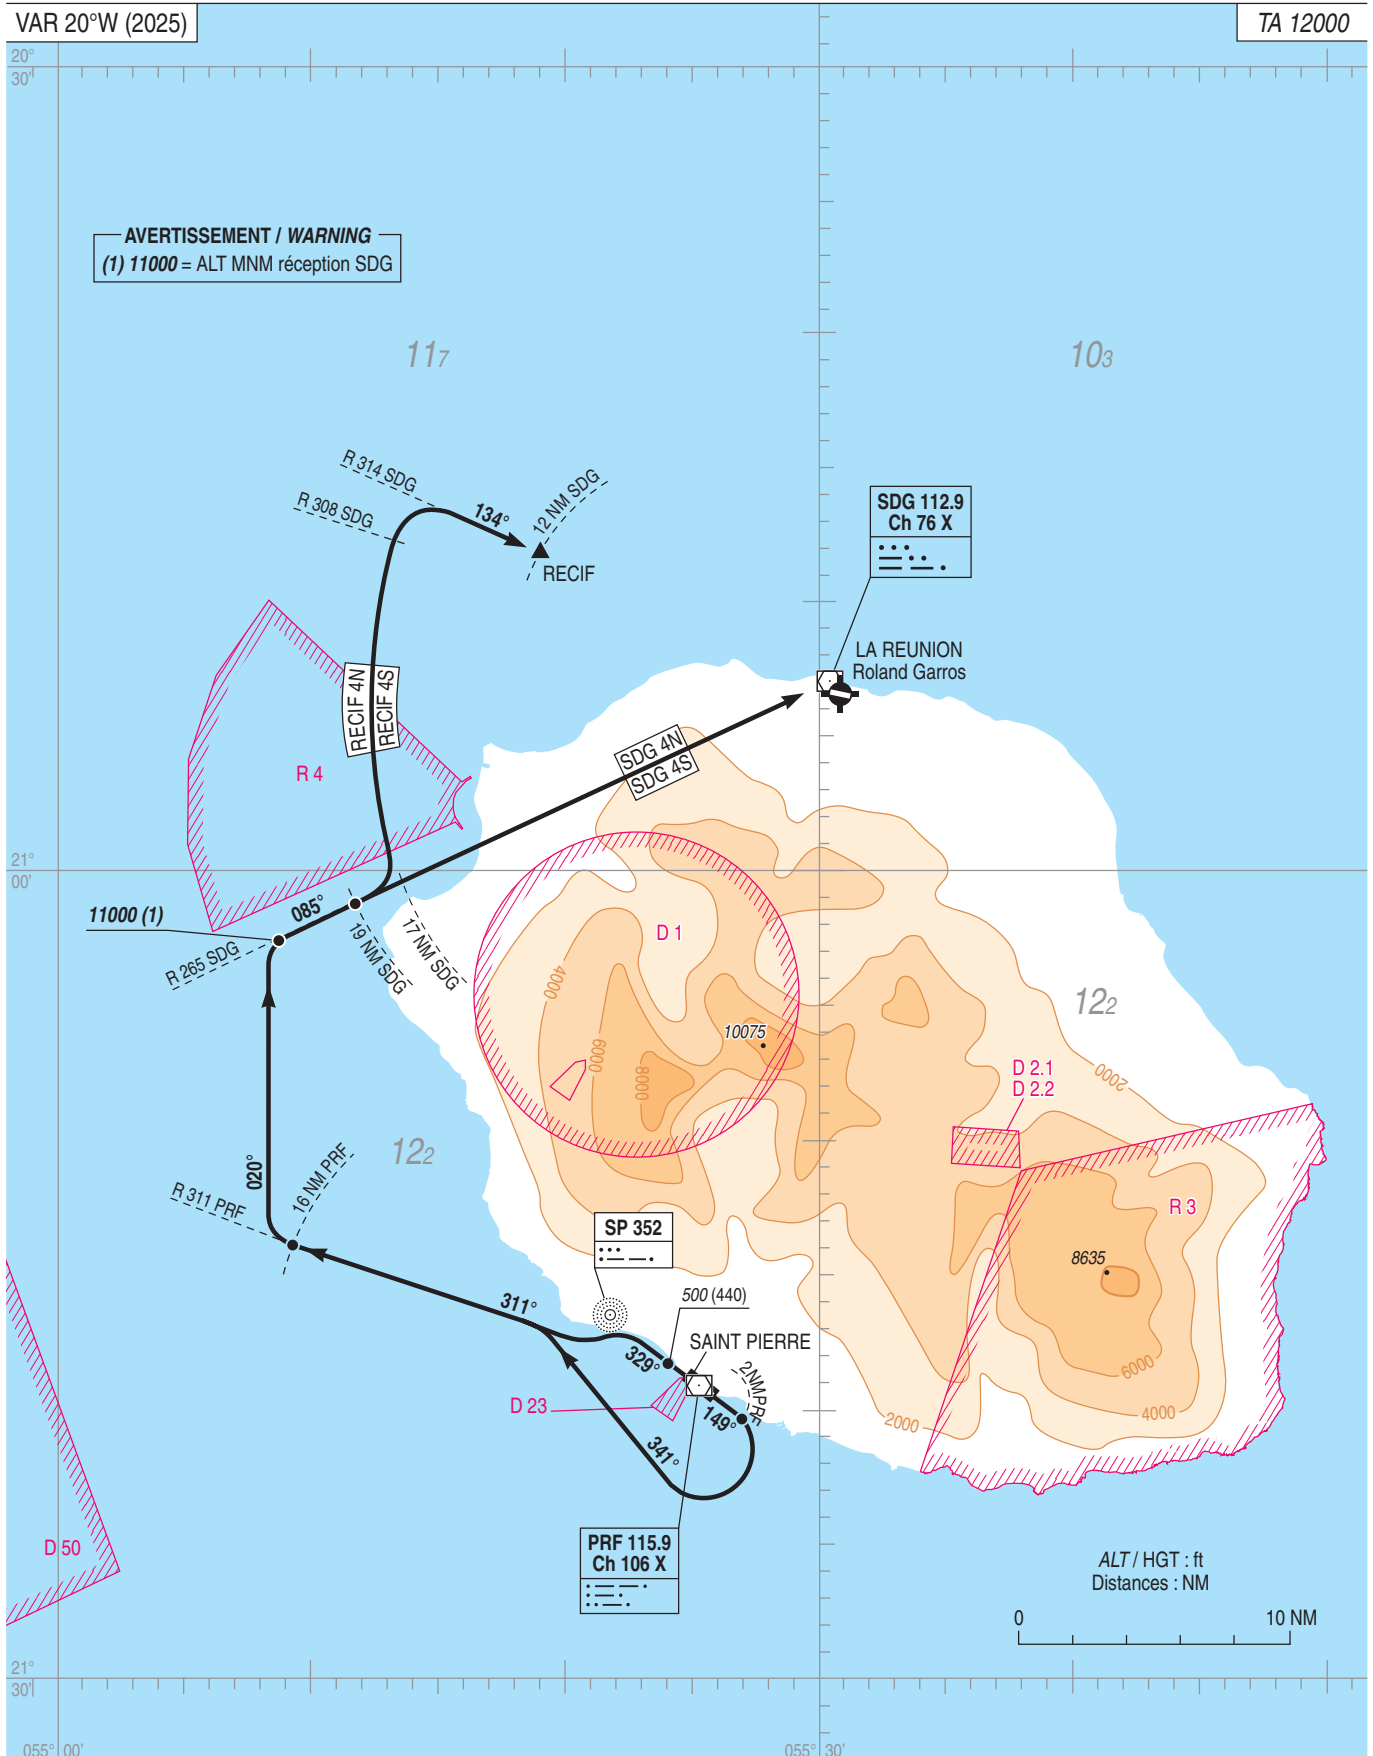 VAR 20°W (2025)
TA 12000
20°
30'
AVERTISSEMENT / WARNING
(1) 11000 = ALT MNM réception SDG
117
103
R 314 SDG
R 308 SDG
134°
12 NM SDG
RECIF
SDG 112.9
Ch 76 X
LA REUNION
Roland Garros
RECIF 4N
RECIF 4S
SDG 4N
SDG 4S
R 4
21°
00'
11000 (1)
085°
R 265 SDG
19 NM SDG
17 NM SDG
D 1
4000
6000
8000
10075
122
D 2.1
D 2.2
2000
122
020°
R 311 PRF
16 NM PRF
R 3
SP 352
8635
311°
500 (440)
SAINT PIERRE
329°
2NM PRF
D 23
149°
341°
2000
6000
4000
PRF 115.9
Ch 106 X
D 50
ALT / HGT : ft
Distances : NM
0
10 NM
21°
30'
055° 00'
055° 30'